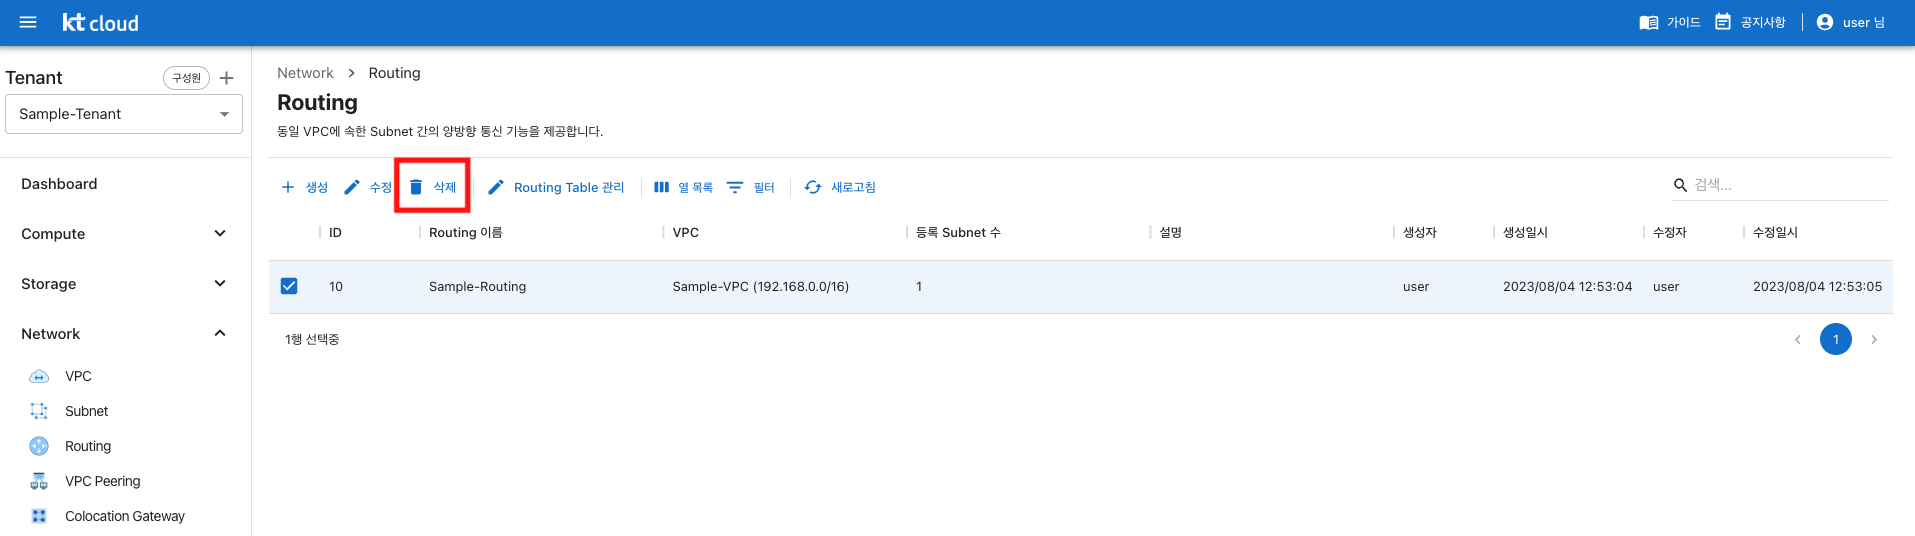 kt cloud
가이드 공지사항 user 님
Tenant 구성원
Sample-Tenant
Dashboard
Compute
Storage
Network
VPC
Subnet
Routing
VPC Peering
Colocation Gateway
Network > Routing
Routing
동일 VPC에 속한 Subnet 간의 양방향 통신 기능을 제공합니다.
생성 수정 삭제 Routing Table 관리 열 목록 필터 새로고침 검색...
ID Routing 이름 VPC 등록 Subnet 수 설명 생성자 생성일시 수정자 수정일시
10 Sample-Routing Sample-VPC (192.168.0.0/16) 1 user 2023/08/04 12:53:04 user 2023/08/04 12:53:05
1행 선택중 1